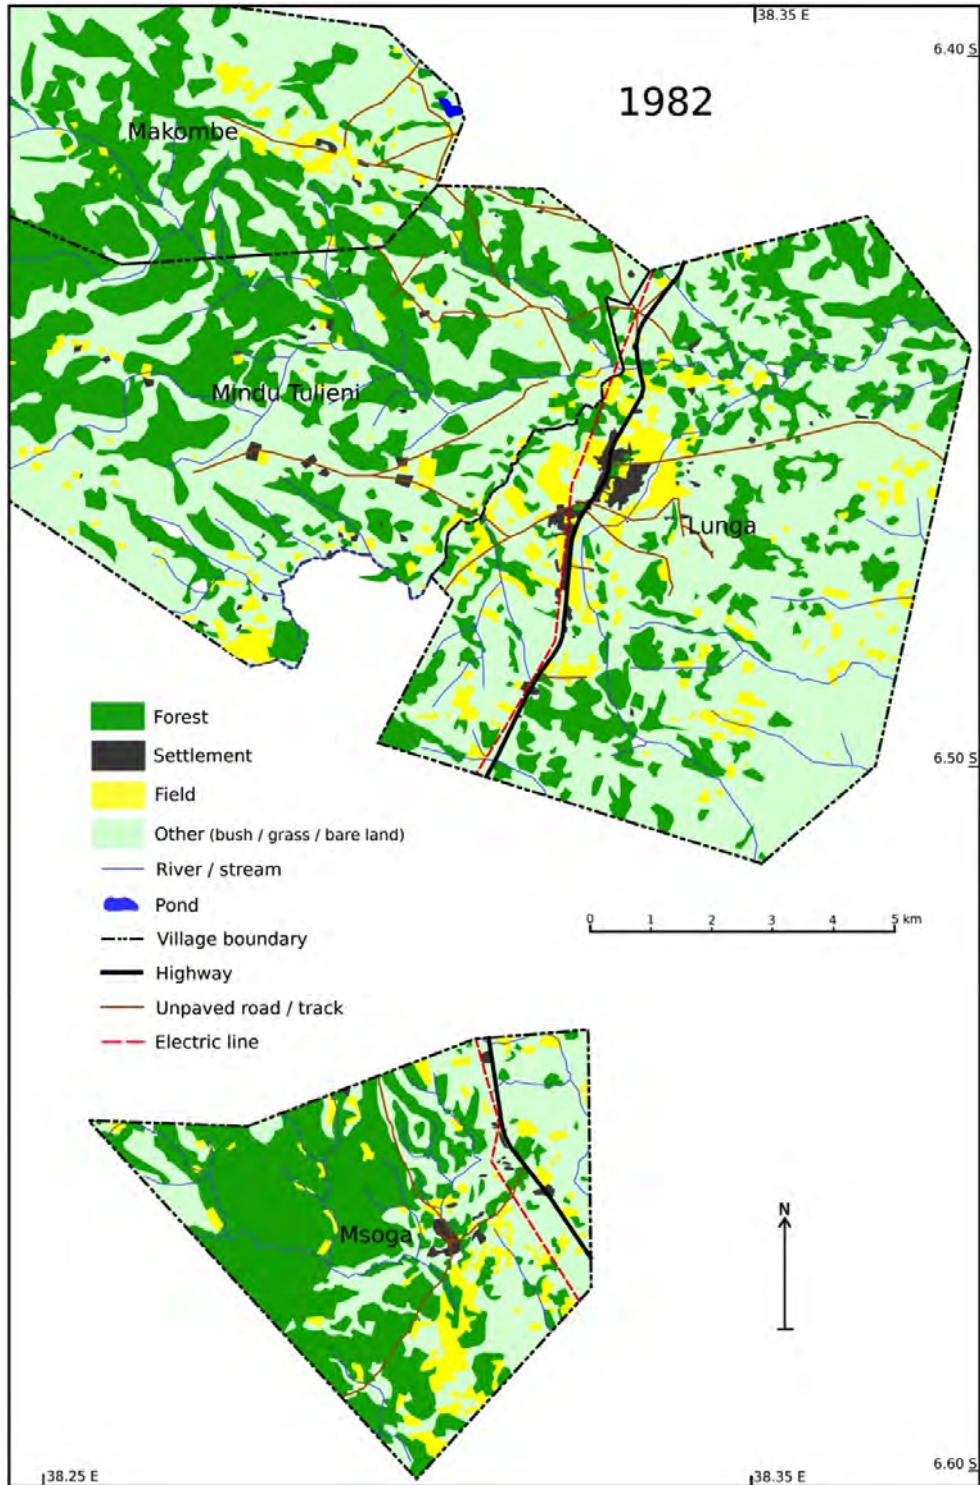 38.35 E
6.40 S
1982
Makombe
Mindu Tulieni
Lunga
Forest
Settlement
Field
Other (bush / grass / bare land)
River / stream
Pond
Village boundary
Highway
Unpaved road / track
Electric line
6.50 S
0 1 2 3 4 5 km
Msoga
N
38.25 E
38.35 E
6.60 S